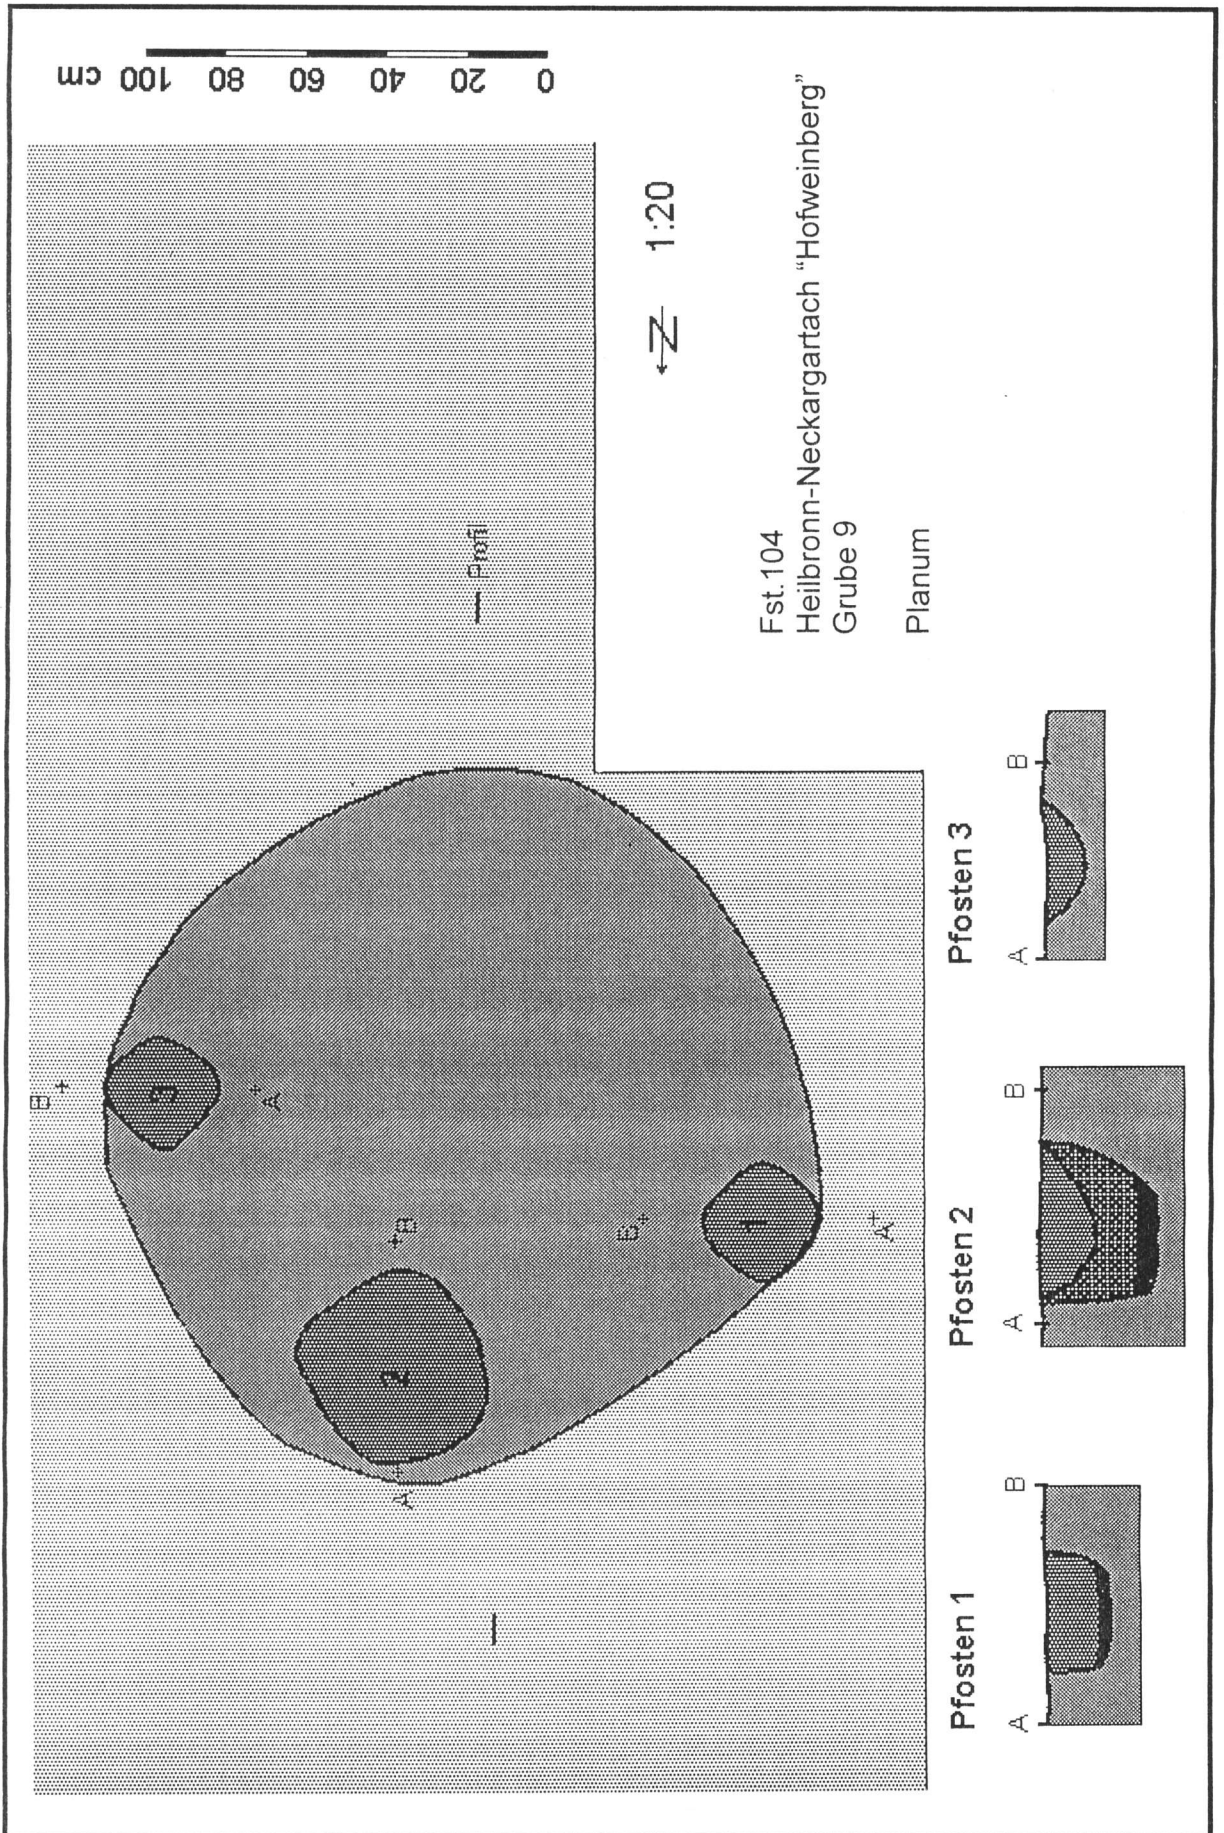 cm 100 80 60 40 20 0
1:20
N
Profil
Fst.104
Heilbronn-Neckargartach “Hofweinberg”
Grube 9
Planum
B
3
A
B
2
A
B
1
A
Pfosten 1
A B
Pfosten 2
A B
Pfosten 3
A B